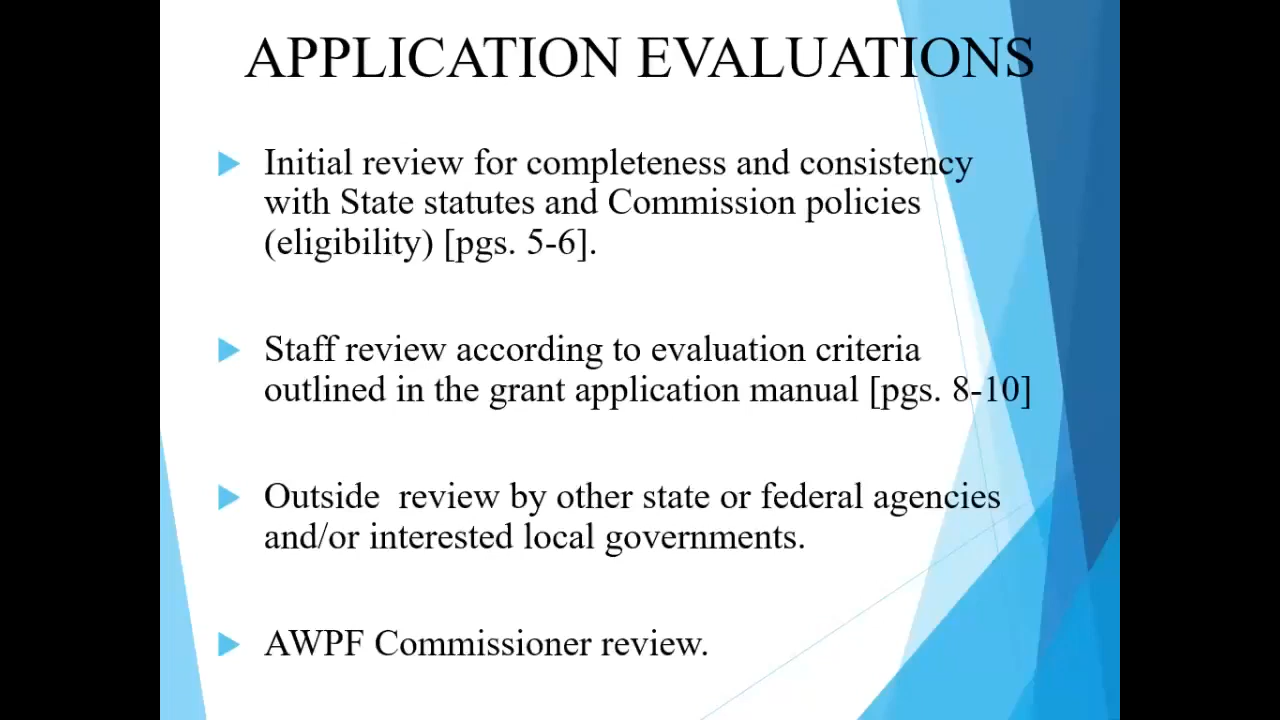 APPLICATION EVALUATIONS
Initial review for completeness and consistency
with State statutes and Commission policies
(eligibility) [pgs. 5-6].
Staff review according to evaluation criteria
outlined in the grant application manual [pgs. 8-10]
Outside  review by other state or federal agencies
and/or interested local governments.
AWPF Commissioner review.